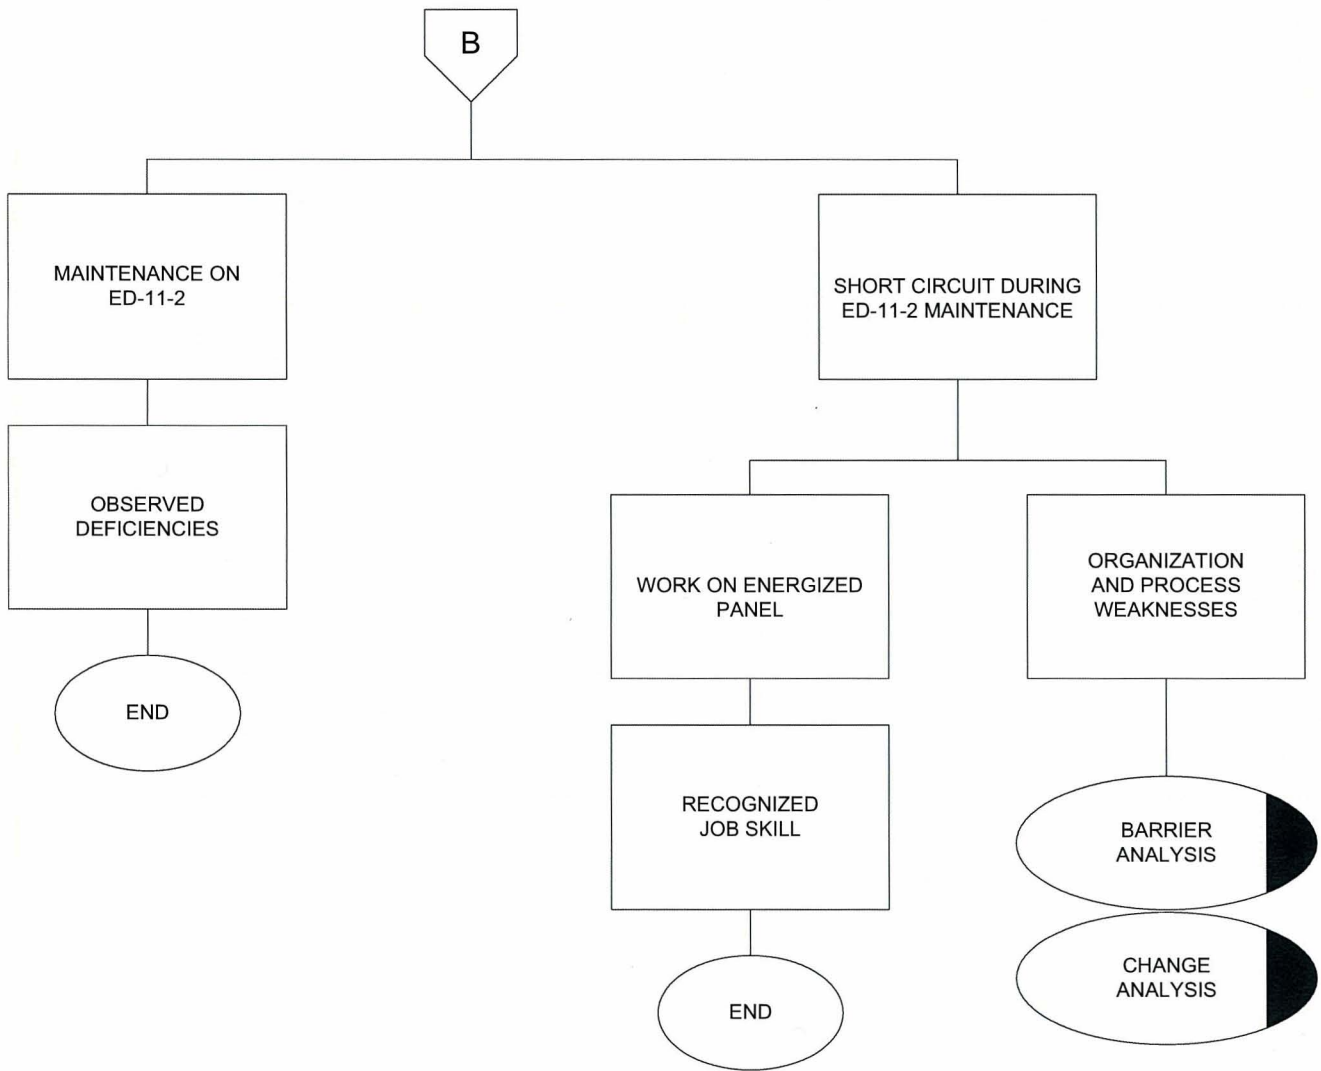 B
MAINTENANCE ON
ED-11-2
SHORT CIRCUIT DURING
ED-11-2 MAINTENANCE
OBSERVED
DEFICIENCIES
WORK ON ENERGIZED
PANEL
ORGANIZATION
AND PROCESS
WEAKNESSES
END
RECOGNIZED
JOB SKILL
BARRIER
ANALYSIS
CHANGE
ANALYSIS
END